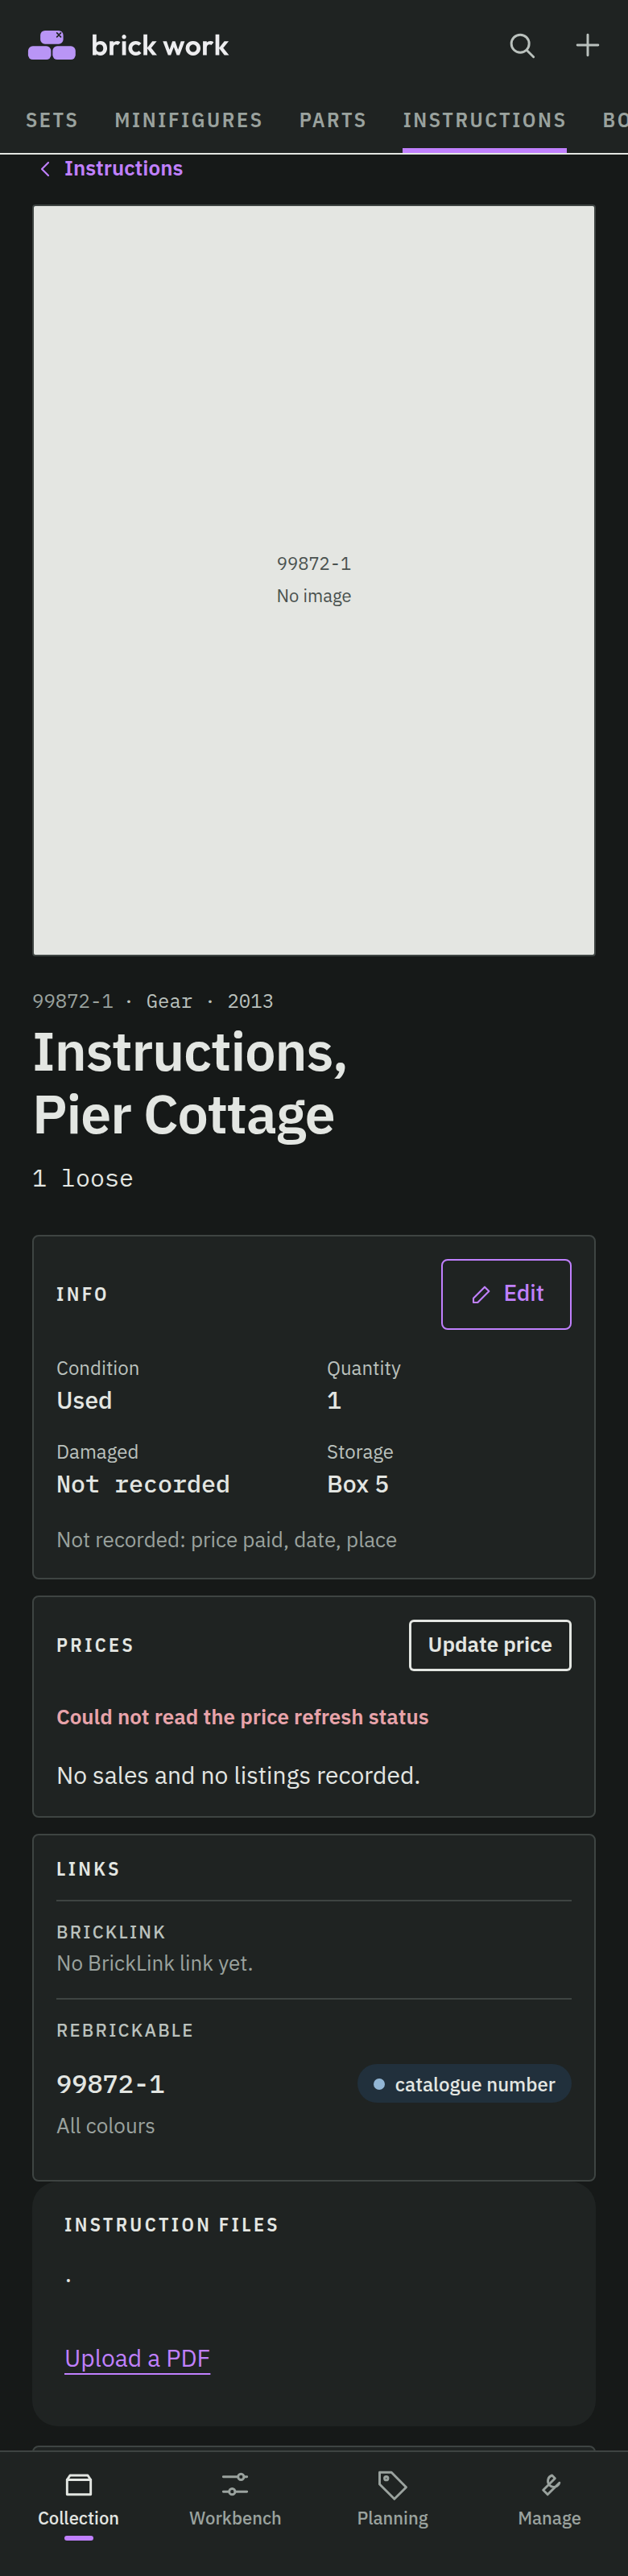 brick work
SETS MINIFIGURES PARTS INSTRUCTIONS BO
Instructions
99872-1
No image
99872-1 · Gear · 2013
Instructions,
Pier Cottage
1 loose
INFO
Edit
Condition Quantity
Used 1
Damaged Storage
Not recorded Box 5
Not recorded: price paid, date, place
PRICES
Update price
Could not read the price refresh status
No sales and no listings recorded.
LINKS
BRICKLINK
No BrickLink link yet.
REBRICKABLE
99872-1 catalogue number
All colours
INSTRUCTION FILES
.
Upload a PDF
Collection Workbench Planning Manage